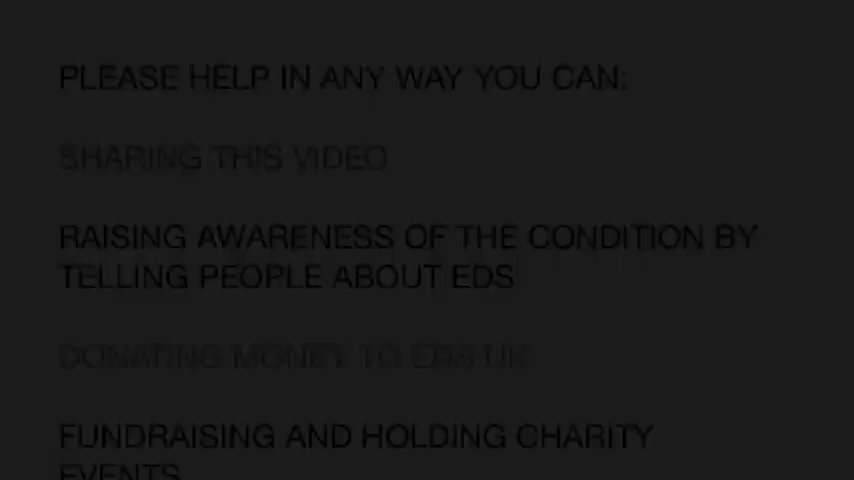 PLEASE HELP IN ANY WAY YOU CAN:
SHARING THIS VIDEO
RAISING AWARENESS OF THE CONDITION BY
TELLING PEOPLE ABOUT EDS
DONATING MONEY TO EDS UK
FUNDRAISING AND HOLDING CHARITY
EVENTS